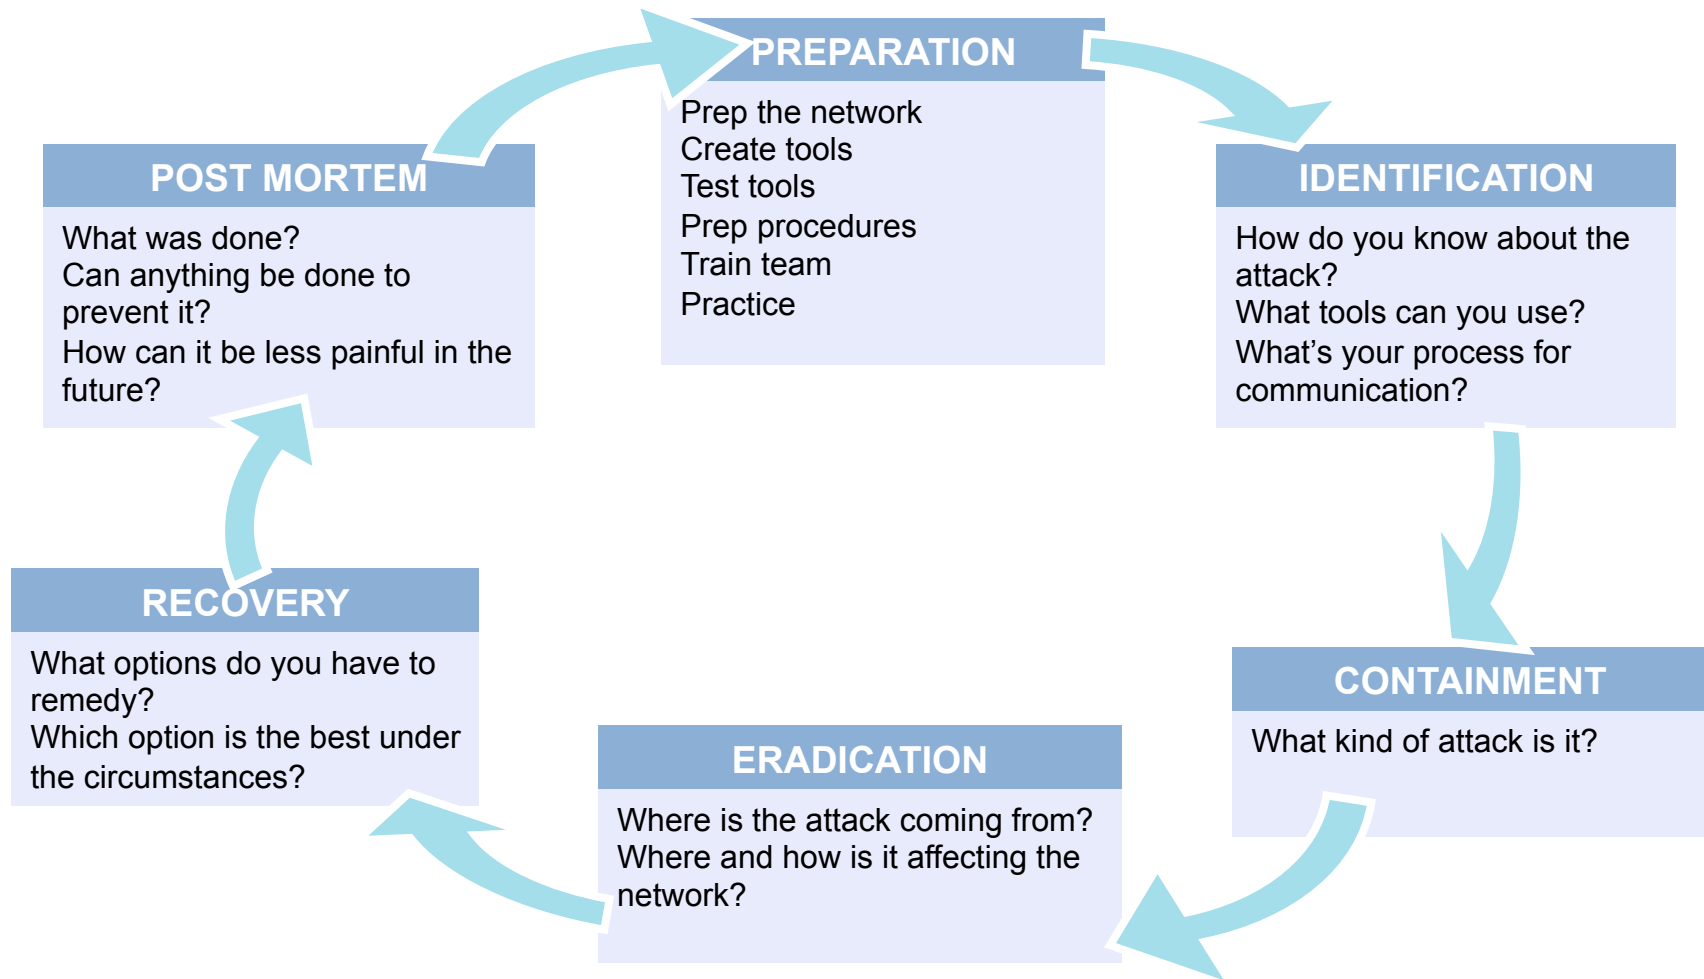 PREPARATION
Prep the network
Create tools
Test tools
Prep procedures
Train team
Practice
IDENTIFICATION
How do you know about the
attack?
What tools can you use?
What’s your process for
communication?
CONTAINMENT
What kind of attack is it?
ERADICATION
Where is the attack coming from?
Where and how is it affecting the
network?
RECOVERY
What options do you have to
remedy?
Which option is the best under
the circumstances?
POST MORTEM
What was done?
Can anything be done to
prevent it?
How can it be less painful in the
future?